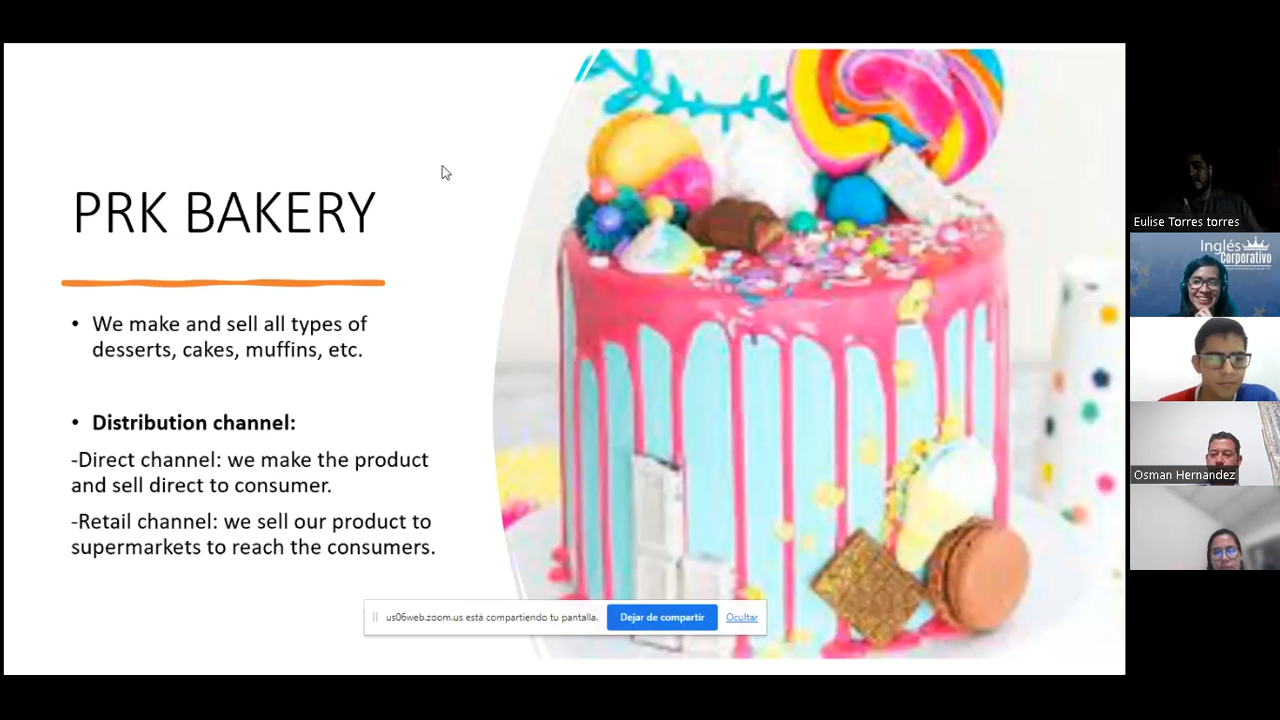 PRK BAKERY
• We make and sell all types of
desserts, cakes, muffins, etc.
• Distribution channel:
-Direct channel: we make the product
and sell direct to consumer.
-Retail channel: we sell our product to
supermarkets to reach the consumers.
us06web.zoom.us está compartiendo tu pantalla.
Dejar de compartir
Ocultar
Eulise Torres torres
Inglés
Corporativo
Osman Hernandez